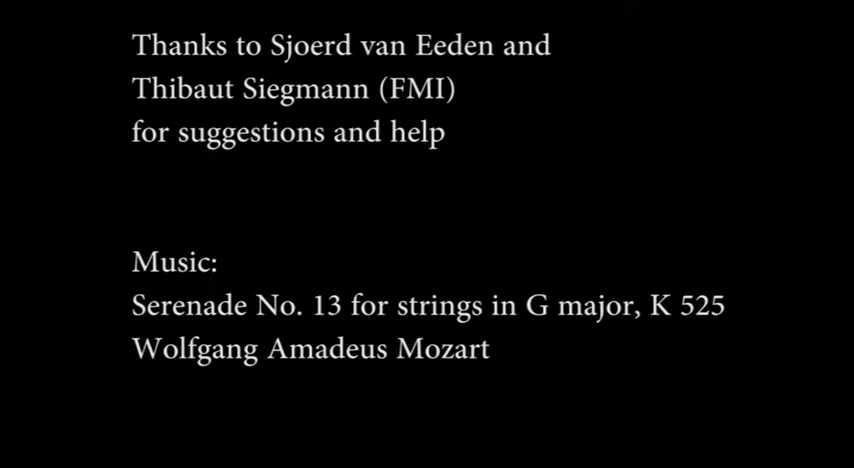 Thanks to Sjoerd van Eeden and
Thibaut Siegmann (FMI)
for suggestions and help
Music:
Serenade No. 13 for strings in G major, K 525
Wolfgang Amadeus Mozart